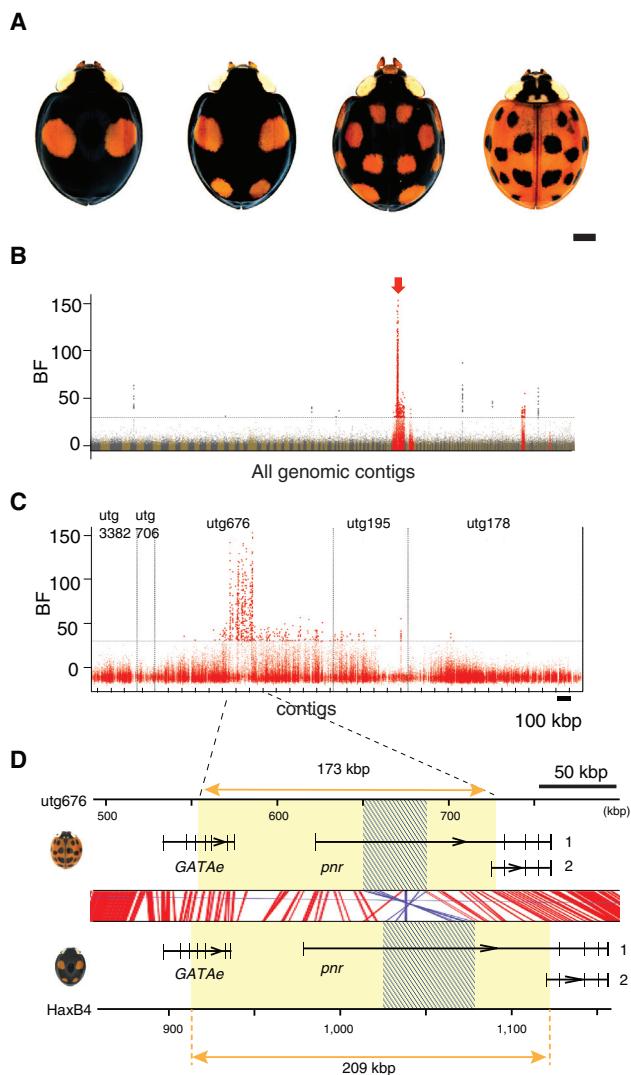 A
B
150
100
50
0
BF
All genomic contigs
C
utg 3382
utg 706
utg676
utg195
utg178
150
100
50
0
BF
contigs
100 kbp
D
173 kbp
50 kbp
utg676
500
600
700
(kbp)
GATAe
pnr
1
2
GATAe
pnr
1
2
HaxB4
900
1,000
1,100
209 kbp